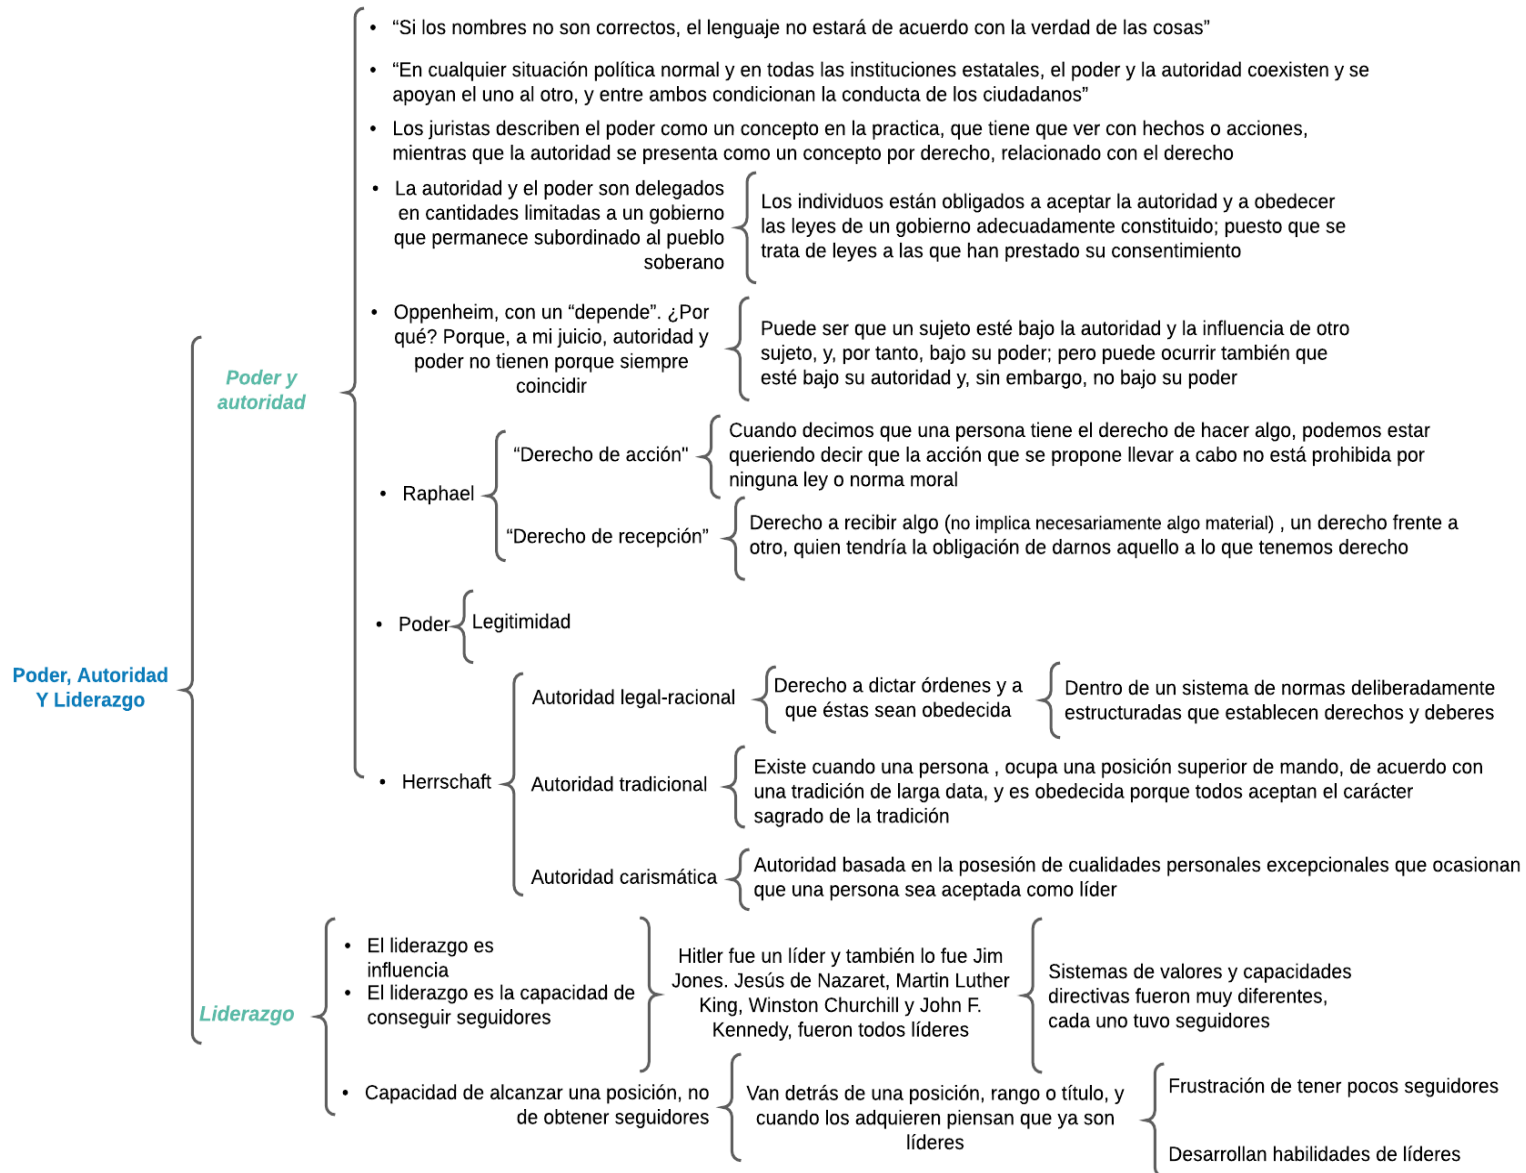 • “Si los nombres no son correctos, el lenguaje no estará de acuerdo con la verdad de las cosas”
• “En cualquier situación política normal y en todas las instituciones estatales, el poder y la autoridad coexisten y se
apoyan el uno al otro, y entre ambos condicionan la conducta de los ciudadanos”
• Los juristas describen el poder como un concepto en la practica, que tiene que ver con hechos o acciones,
mientras que la autoridad se presenta como un concepto por derecho, relacionado con el derecho
• La autoridad y el poder son delegados
en cantidades limitadas a un gobierno
que permanece subordinado al pueblo
soberano
Los individuos están obligados a aceptar la autoridad y a obedecer
las leyes de un gobierno adecuadamente constituido; puesto que se
trata de leyes a las que han prestado su consentimiento
• Oppenheim, con un “depende”. ¿Por
qué? Porque, a mi juicio, autoridad y
poder no tienen porque siempre
coincidir
Puede ser que un sujeto esté bajo la autoridad y la influencia de otro
sujeto, y, por tanto, bajo su poder; pero puede ocurrir también que
esté bajo su autoridad y, sin embargo, no bajo su poder
Poder y
autoridad
• Raphael
“Derecho de acción"
Cuando decimos que una persona tiene el derecho de hacer algo, podemos estar
queriendo decir que la acción que se propone llevar a cabo no está prohibida por
ninguna ley o norma moral
“Derecho de recepción”
Derecho a recibir algo (no implica necesariamente algo material) , un derecho frente a
otro, quien tendría la obligación de darnos aquello a lo que tenemos derecho
• Poder
Legitimidad
Poder, Autoridad
Y Liderazgo
• Herrschaft
Autoridad legal-racional
Derecho a dictar órdenes y a
que éstas sean obedecida
Dentro de un sistema de normas deliberadamente
estructuradas que establecen derechos y deberes
Autoridad tradicional
Existe cuando una persona , ocupa una posición superior de mando, de acuerdo con
una tradición de larga data, y es obedecida porque todos aceptan el carácter
sagrado de la tradición
Autoridad carismática
Autoridad basada en la posesión de cualidades personales excepcionales que ocasionan
que una persona sea aceptada como líder
Liderazgo
• El liderazgo es
influencia
• El liderazgo es la capacidad de
conseguir seguidores
Hitler fue un líder y también lo fue Jim
Jones. Jesús de Nazaret, Martin Luther
King, Winston Churchill y John F.
Kennedy, fueron todos líderes
Sistemas de valores y capacidades
directivas fueron muy diferentes,
cada uno tuvo seguidores
• Capacidad de alcanzar una posición, no
de obtener seguidores
Van detrás de una posición, rango o título, y
cuando los adquieren piensan que ya son
líderes
Frustración de tener pocos seguidores
Desarrollan habilidades de líderes